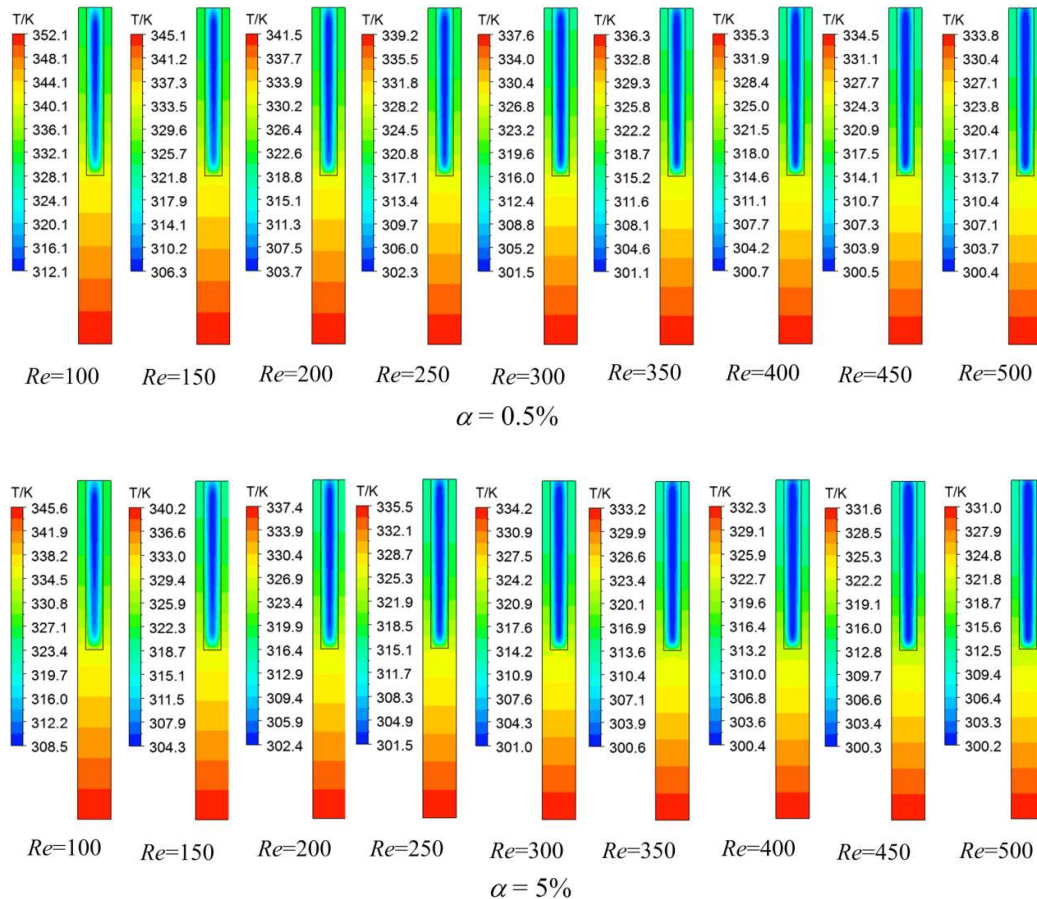 T/K T/K T/K T/K T/K T/K T/K T/K T/K
352.1 345.1 341.5 339.2 337.6 336.3 335.3 334.5 333.8
348.1 341.2 337.7 335.5 334.0 332.8 331.9 331.1 330.4
344.1 337.3 333.9 331.8 330.4 329.3 328.4 327.7 327.1
340.1 333.5 330.2 328.2 326.8 325.8 325.0 324.3 323.8
336.1 329.6 326.4 324.5 323.2 322.2 321.5 320.9 320.4
332.1 325.7 322.6 320.8 319.6 318.7 318.0 317.5 317.1
328.1 321.8 318.8 317.1 316.0 315.2 314.6 314.1 313.7
324.1 317.9 315.1 313.4 312.4 311.6 311.1 310.7 310.4
320.1 314.1 311.3 309.7 308.8 308.1 307.7 307.3 307.1
316.1 310.2 307.5 306.0 305.2 304.6 304.2 303.9 303.7
312.1 306.3 303.7 302.3 301.5 301.1 300.7 300.5 300.4
Re=100 Re=150 Re=200 Re=250 Re=300 Re=350 Re=400 Re=450 Re=500
α = 0.5%
T/K T/K T/K T/K T/K T/K T/K T/K T/K
345.6 340.2 337.4 335.5 334.2 333.2 332.3 331.6 331.0
341.9 336.6 333.9 332.1 330.9 329.9 329.1 328.5 327.9
338.2 333.0 330.4 328.7 327.5 326.6 325.9 325.3 324.8
334.5 329.4 326.9 325.3 324.2 323.4 322.7 322.2 321.8
330.8 325.9 323.4 321.9 320.9 320.1 319.6 319.1 318.7
327.1 322.3 319.9 318.5 317.6 316.9 316.4 316.0 315.6
323.4 318.7 316.4 315.1 314.2 313.6 313.2 312.8 312.5
319.7 315.1 312.9 311.7 310.9 310.4 310.0 309.7 309.4
316.0 311.5 309.4 308.3 307.6 307.1 306.8 306.6 306.4
312.2 307.9 305.9 304.9 304.3 303.9 303.6 303.4 303.3
308.5 304.3 302.4 301.5 301.0 300.6 300.4 300.3 300.2
Re=100 Re=150 Re=200 Re=250 Re=300 Re=350 Re=400 Re=450 Re=500
α = 5%